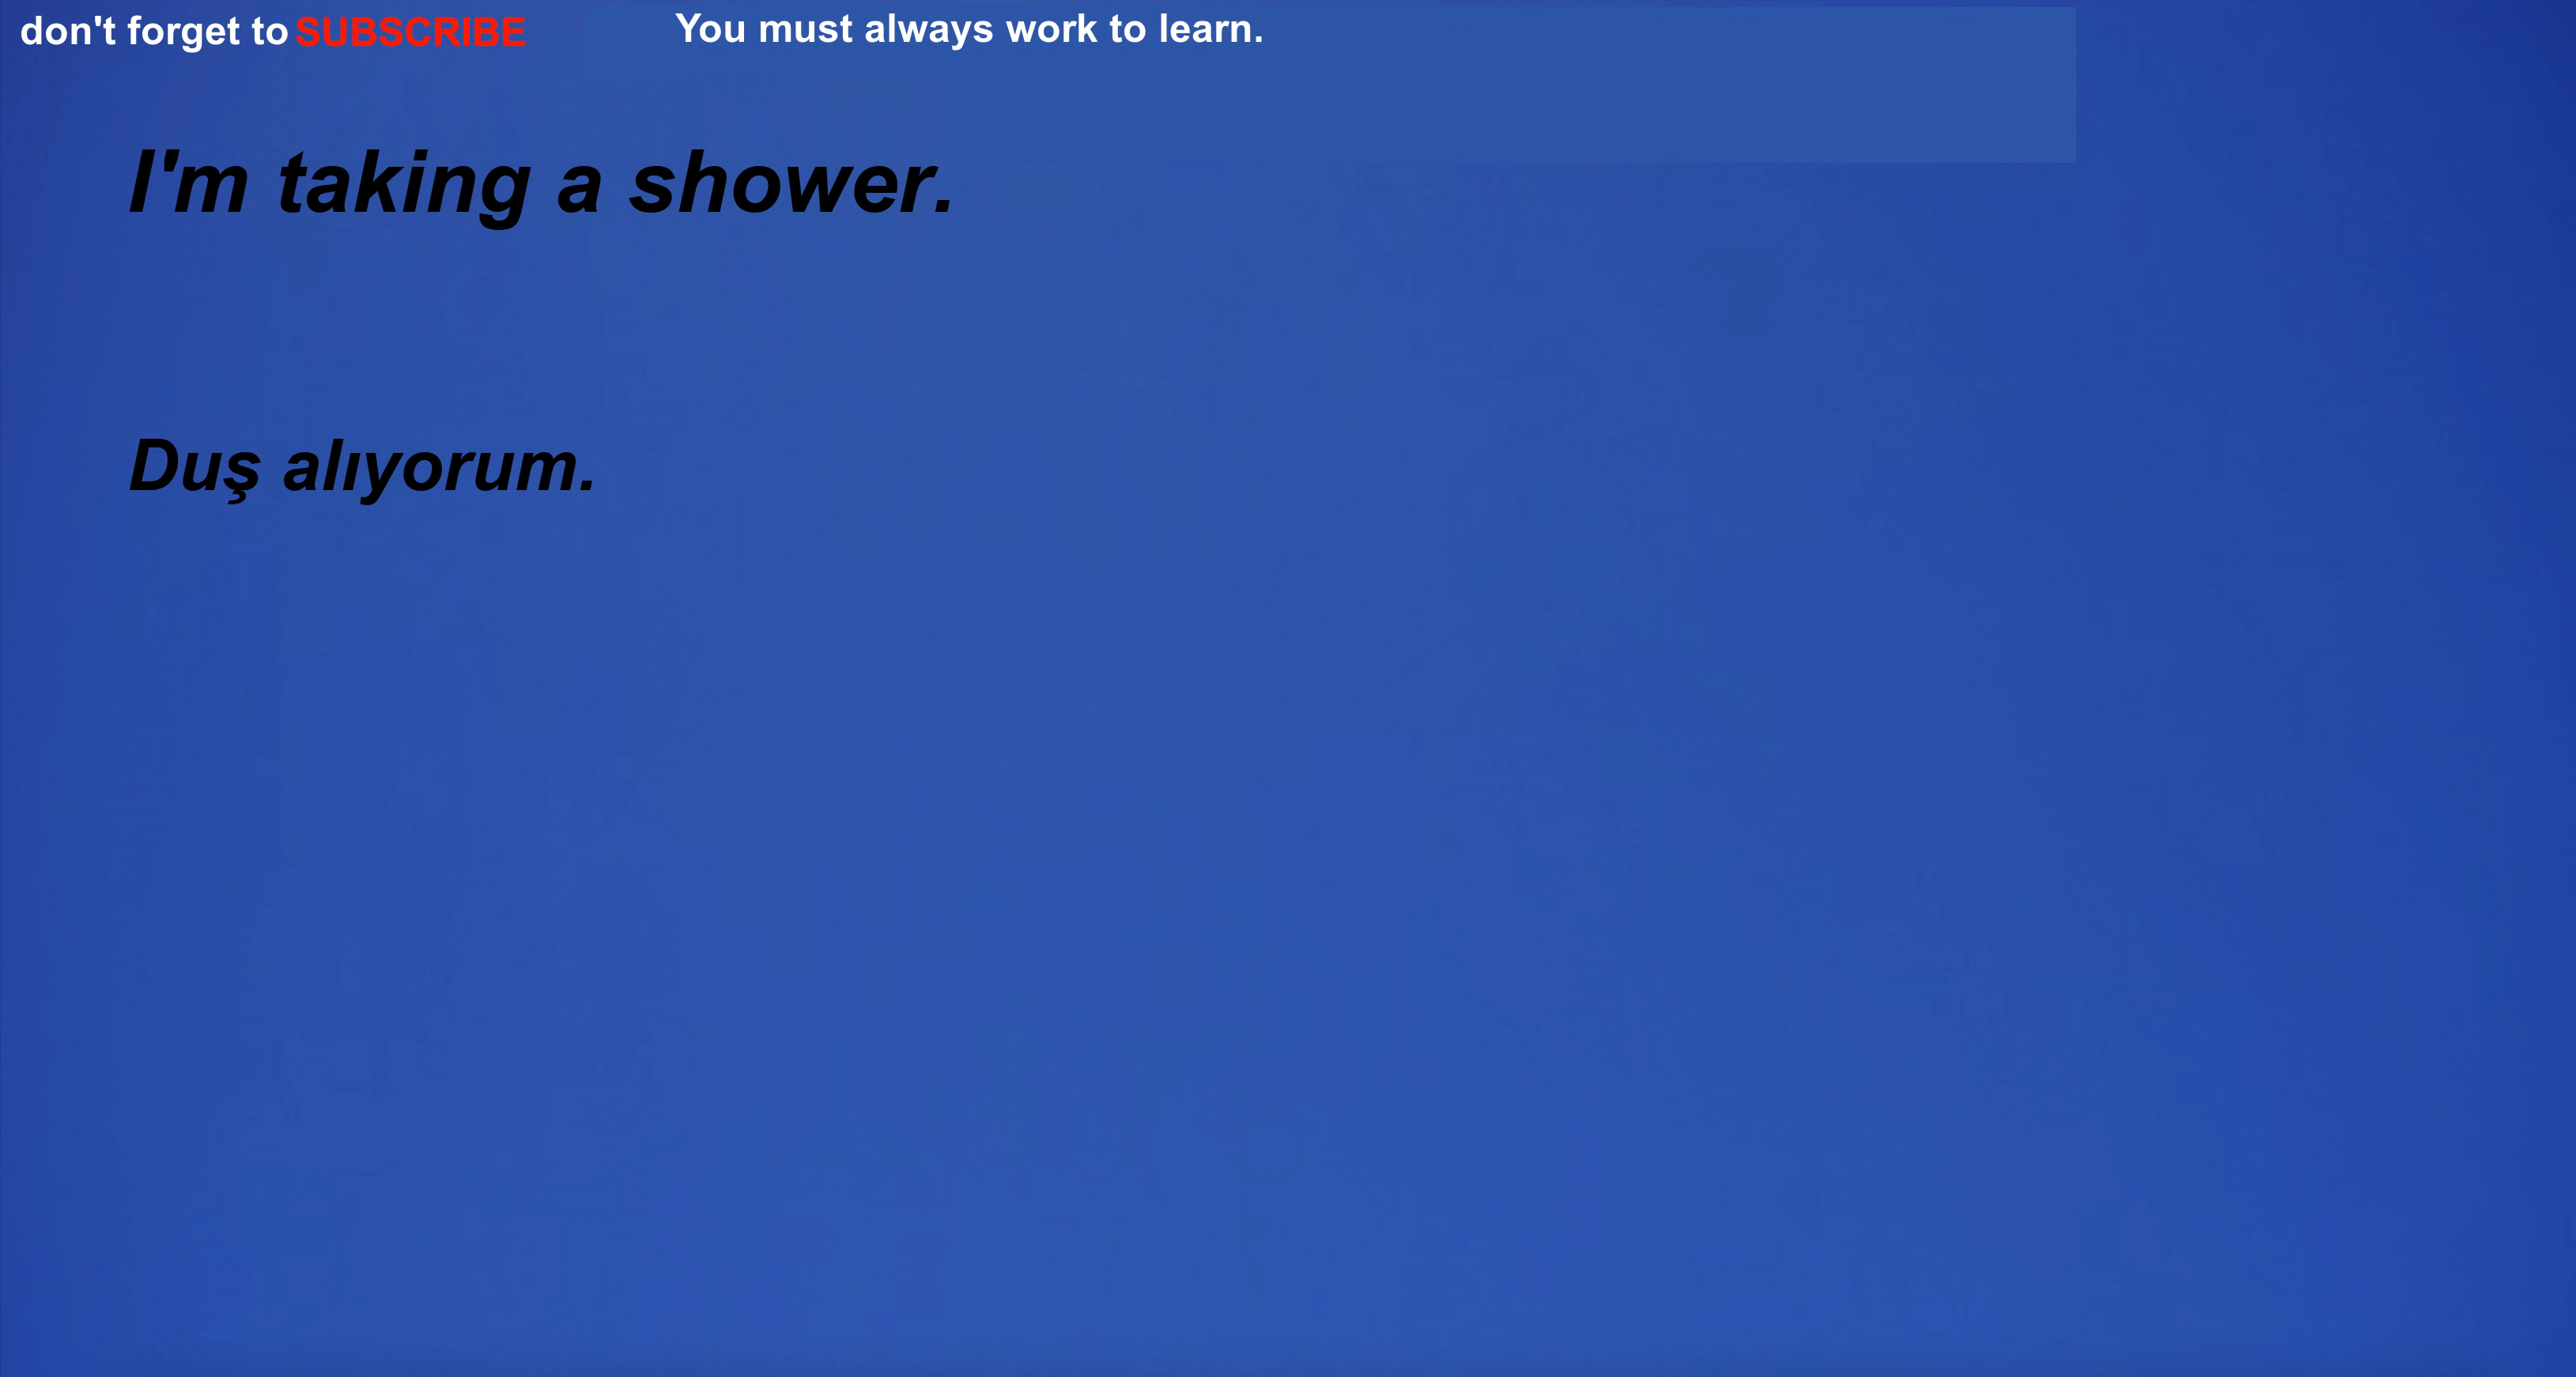 don't forget to SUBSCRIBE
You must always work to learn.
I'm taking a shower.
Duş alıyorum.